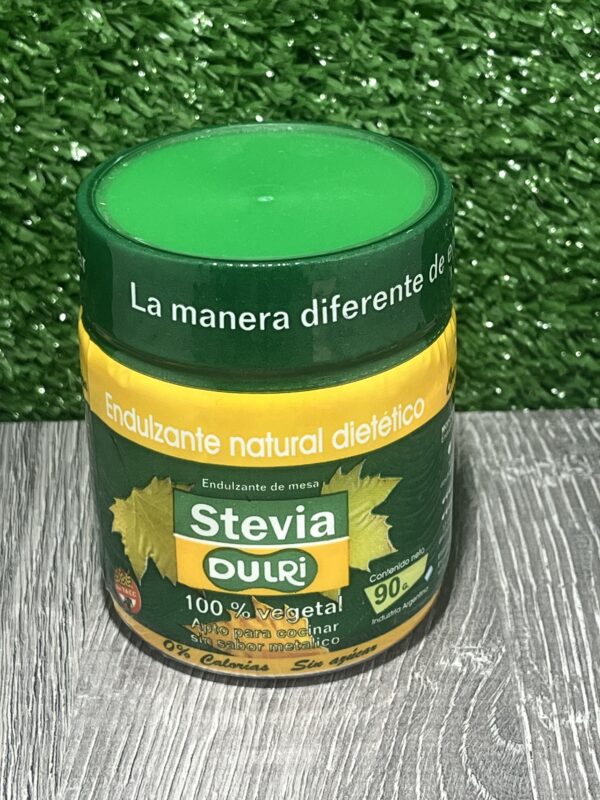 La manera diferente de
Endulzante natural dietético
Endulzante de mesa
Stevia
DULRi
100 % vegetal
Apto para cocinar
sin sabor metálico
0% Calorías Sin azúcar
Contenido neto
90 G.
Industria Argentina